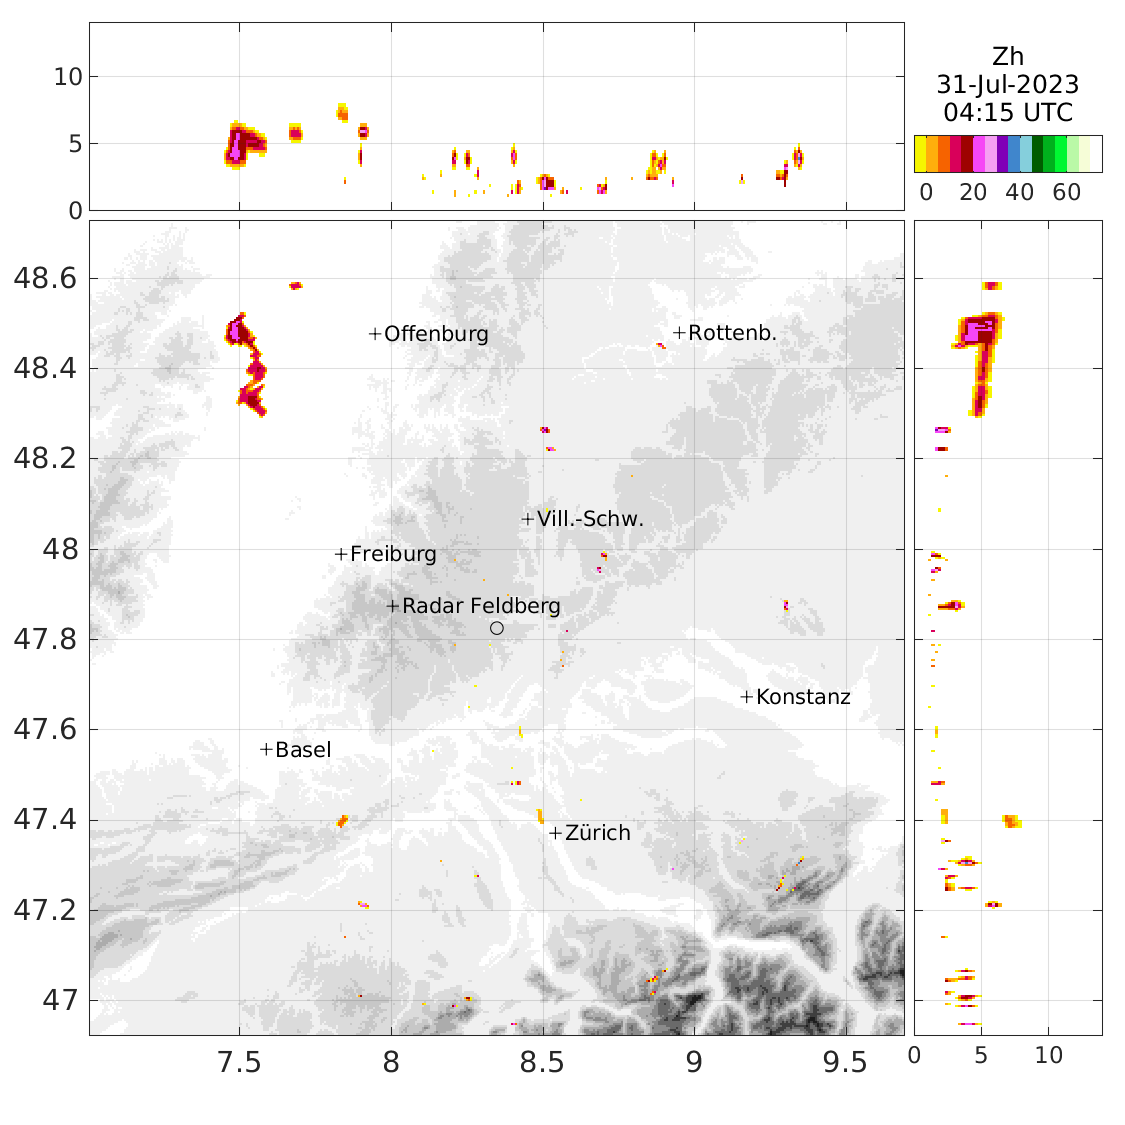 10
5
0
Zh
31-Jul-2023
04:15 UTC
0 20 40 60
48.6
48.4
48.2
48
47.8
47.6
47.4
47.2
47
Offenburg
Rottenb.
Vill.-Schw.
Freiburg
Radar Feldberg
Konstanz
Basel
Zürich
7.5 8 8.5 9 9.5
0 5 10